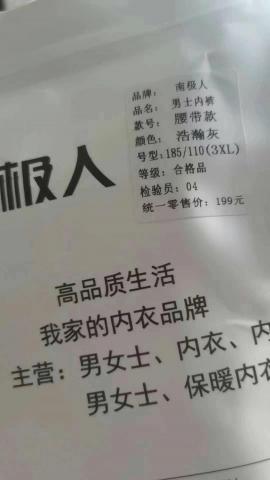 品牌: 南极人
品名: 男士内裤
款号: 腰带款
颜色: 浩瀚灰
号型:185/110(3XL)
等级: 合格品
检验员: 04
统一零售价: 199元
极人
高品质生活
我家的内衣品牌
主营: 男女士、内衣、内
男女士、保暖内衣